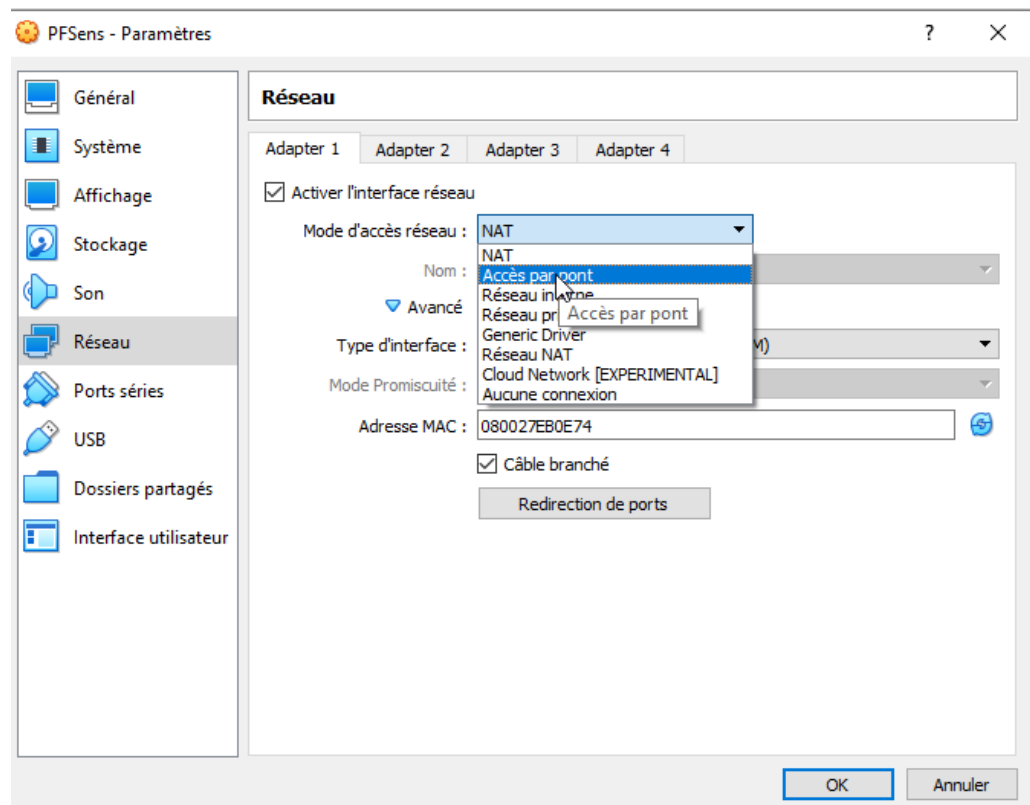 PFSens - Paramètres ? ×
Général
Système
Affichage
Stockage
Son
Réseau
Ports séries
USB
Dossiers partagés
Interface utilisateur
Réseau
Adapter 1 Adapter 2 Adapter 3 Adapter 4
Activer l'interface réseau
Mode d'accès réseau : NAT
NAT
Nom : Accès par pont
Réseau
Avancé Réseau Accès par pont
Generic Driver
Type d'interface : M)
Réseau NAT
Cloud Network [EXPERIMENTAL]
Mode Promiscuité :
Aucune connexion
Adresse MAC : 080027EB0E74
Câble branché
Redirection de ports
OK Annuler